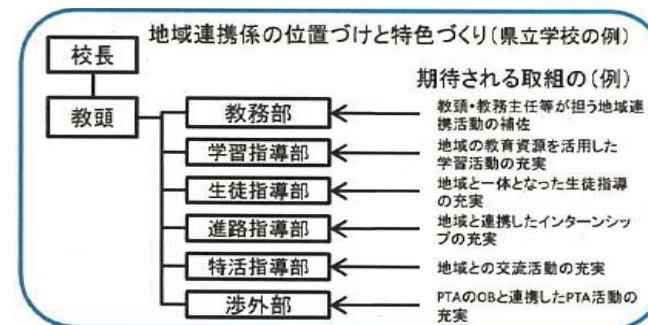 地域連携係の位置づけと特色づくり(県立学校の例)
校長
期待される取組の(例)
教頭
教務部
教頭・教務主任等が担う地域連
携活動の補佐
学習指導部
地域の教育資源を活用した
学習活動の充実
生徒指導部
地域と一体となった生徒指導
の充実
進路指導部
地域と連携したインターンシッ
プの充実
特活指導部
地域との交流活動の充実
渉外部
PTAのOBと連携したPTA活動の
充実